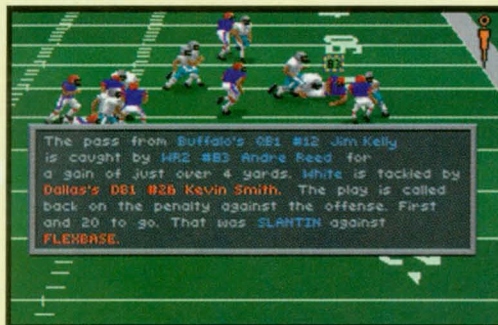 The pass from Buffalo's QB1 #12 Jim Kelly
is caught by WR2 #83 Andre Reed for
a gain of just over 4 yards. White is tackled by
Dallas's DB1 #26 Kevin Smith. The play is called
back on the penalty against the offense. First
and 20 to go. That was SLANTIN against
FLEXBASE.